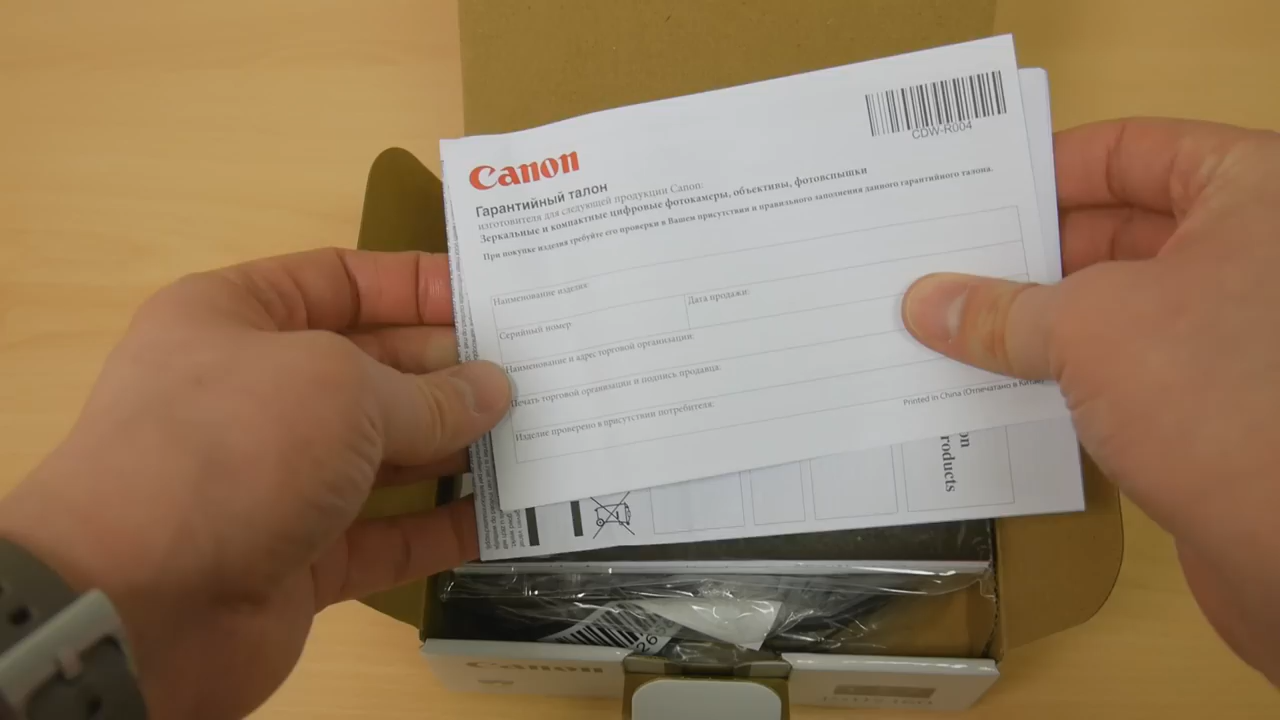 CDW-R004
Canon
Гарантийный талон
изготовителя для следующей продукции Canon:
Зеркальные и компактные цифровые фотокамеры, объективы, фотовспышки
При покупке изделия требуйте его проверки в Вашем присутствии и правильного заполнения данного гарантийного талона.
Наименование изделия:
Серийный номер
Дата продажи:
Наименование и адрес торговой организации:
Печать торговой организации и подпись продавца:
Изделие проверено в присутствии потребителя:
Printed in China (Отпечатано в Китае)
roducts
Canon